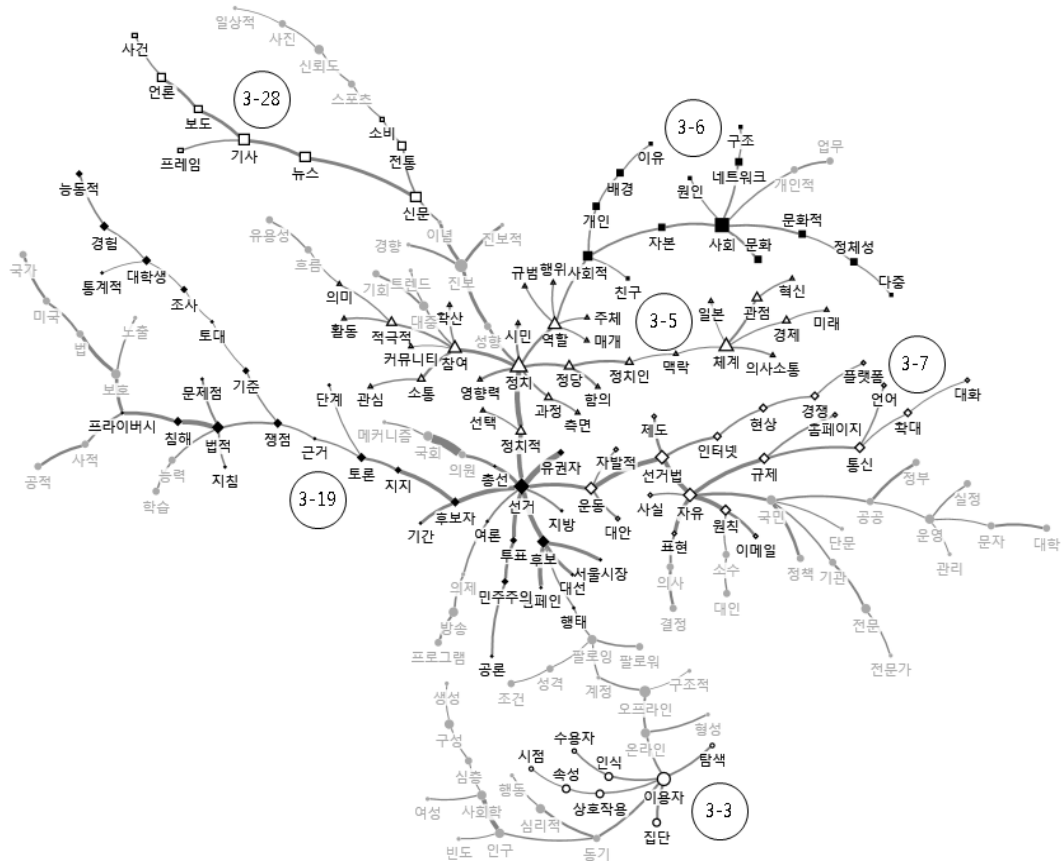 일상적
사진
신뢰도
스포츠
사건
언론
보도
3-28
프레임
기사
뉴스
소비
전통
신문
3-6
이유
배경
개인
구조
네트워크
업무
개인적
원인
자본
사회
문화
문화적
정체성
다중
사회적
친구
능동적
경험
통계적
대학생
조사
토대
기준
유용성
흐름
의미
활동
경향
이념
진보적
진보
기회
트렌드
대중
확산
적극적
커뮤니티
참여
관심
소통
성향
시민
정치
영향력
규범
행위
역할
주체
매개
3-5
일본
관점
혁신
경제
미래
체계
의사소통
맥락
정치인
정당
함의
과정
측면
선택
정치적
국가
미국
법
노출
보호
프라이버시
사적
공적
침해
문제점
법적
능력
학습
지침
쟁점
근거
3-19
단계
토론
지지
후보자
기간
메커니즘
국회
의원
총선
유권자
선거
지방
여론
투표
후보
서울시장
대선
민주주의
행태
공론
의제
방송
프로그램
운동
자발적
대안
제도
선거법
인터넷
현상
경쟁
플랫폼
3-7
홈페이지
언어
대화
확대
통신
규제
사실
자유
원칙
이메일
표현
의사
결정
소수
대인
국민
정책
단문
기관
전문
전문가
공공
정부
운영
실정
관리
문자
대학
팔로잉
팔로워
조건
성격
계정
구조적
오프라인
온라인
형성
탐색
이용자
3-3
수용자
인식
시점
속성
상호작용
집단
생성
구성
심층
사회학
여성
빈도
인구
행동
심리적
동기